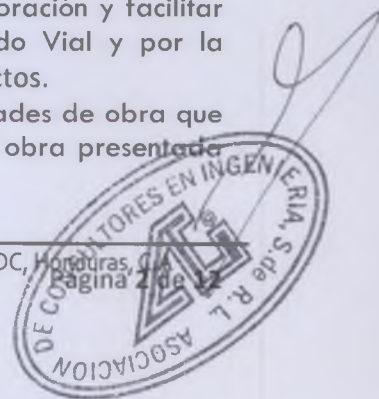 oración y facilitar
do Vial y por la
ctos.
ades de obra que
obra presentada
DC, Honduras, C.A.
Página 2 de 12
ASOCIACION DE CONSULTORES EN INGENIERIA, S. de R. L.